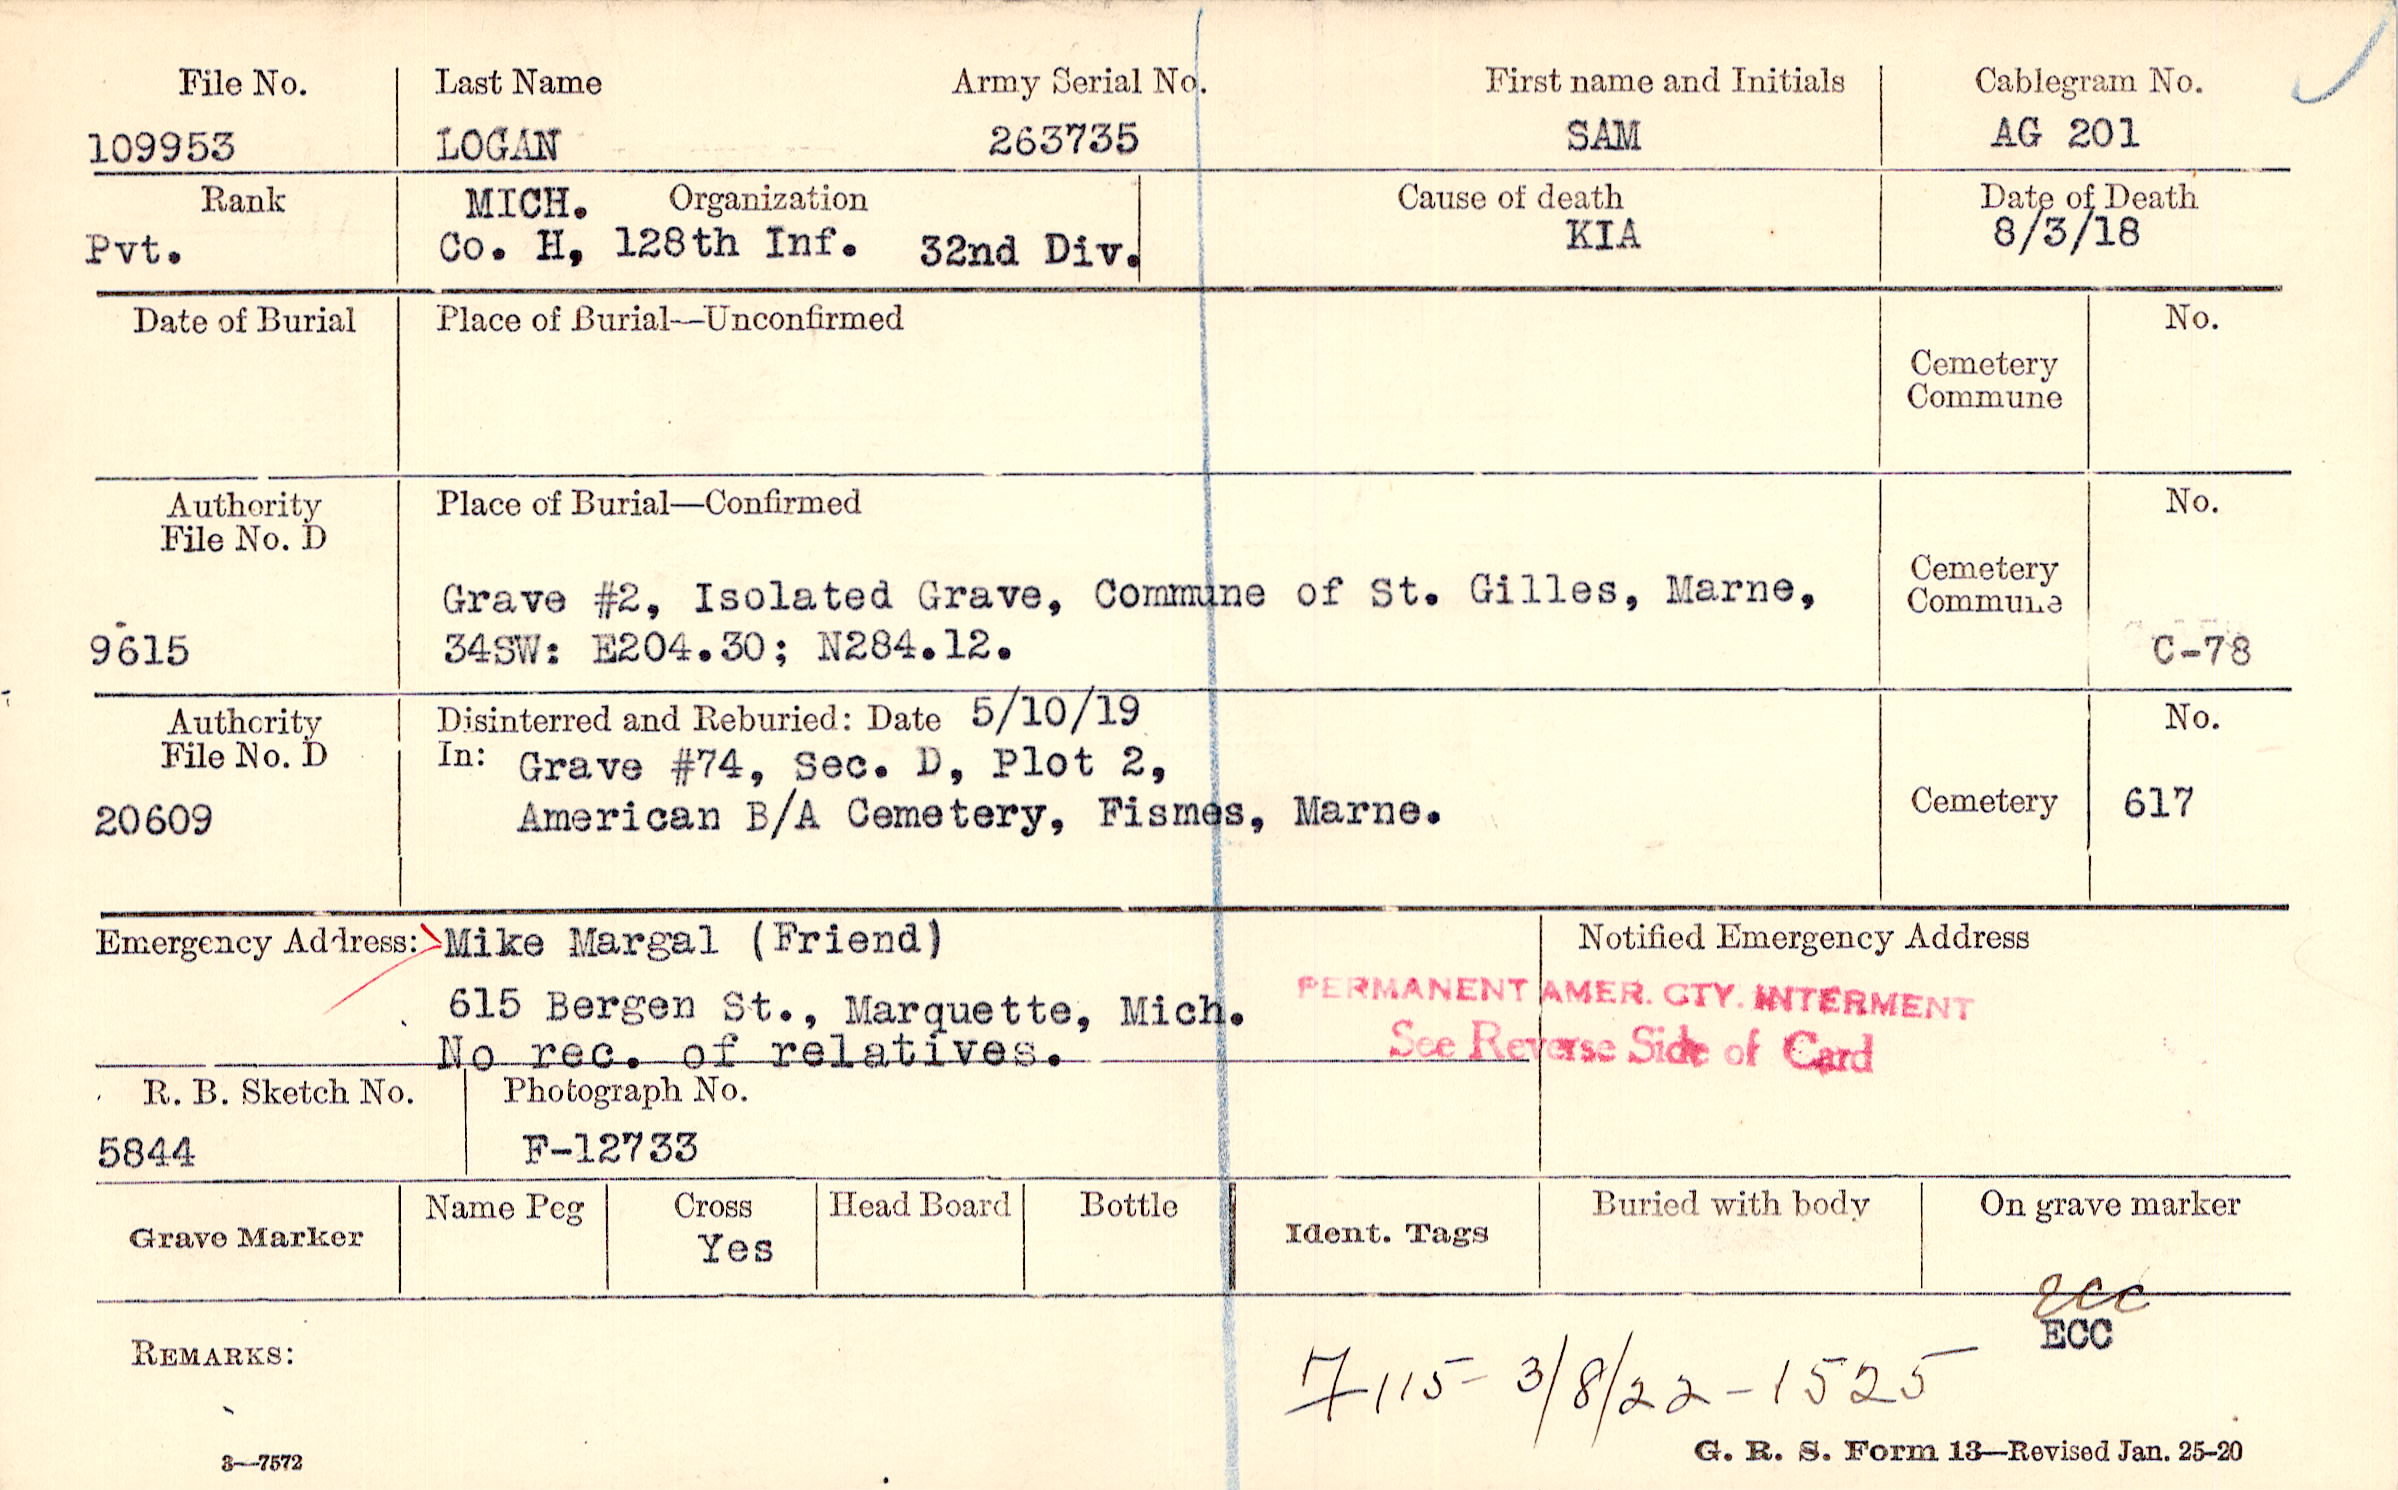 File No. Last Name Army Serial No. First name and Initials Cablegram No.
109953 LOGAN 263735 SAM AG 201
Rank MICH. Organization Cause of death Date of Death
Pvt. Co. H, 128th Inf. 32nd Div. KIA 8/3/18
Date of Burial Place of Burial—Unconfirmed No.
Cemetery
Commune
Authority Place of Burial—Confirmed No.
File No. D
Cemetery
Grave #2, Isolated Grave, Commune of St. Gilles, Marne, Commune
9615 34SW: E204.30; N284.12. C-78
Authority Disinterred and Reburied: Date 5/10/19 No.
File No. D In: Grave #74, Sec. D, Plot 2,
20609 American B/A Cemetery, Fismes, Marne. Cemetery 617
Emergency Address: Mike Margal (Friend) Notified Emergency Address
615 Bergen St., Marquette, Mich. PERMANENT AMER. CTY. INTERMENT
No rec. of relatives. See Reverse Side of Card
R. B. Sketch No. Photograph No.
5844 F-12733
Grave Marker Name Peg Cross Head Board Bottle Ident. Tags Buried with body On grave marker
Yes
ecc
ECC
REMARKS:
7115- 3/8/22-1525
3—7572 G. R. S. Form 13—Revised Jan. 25-20